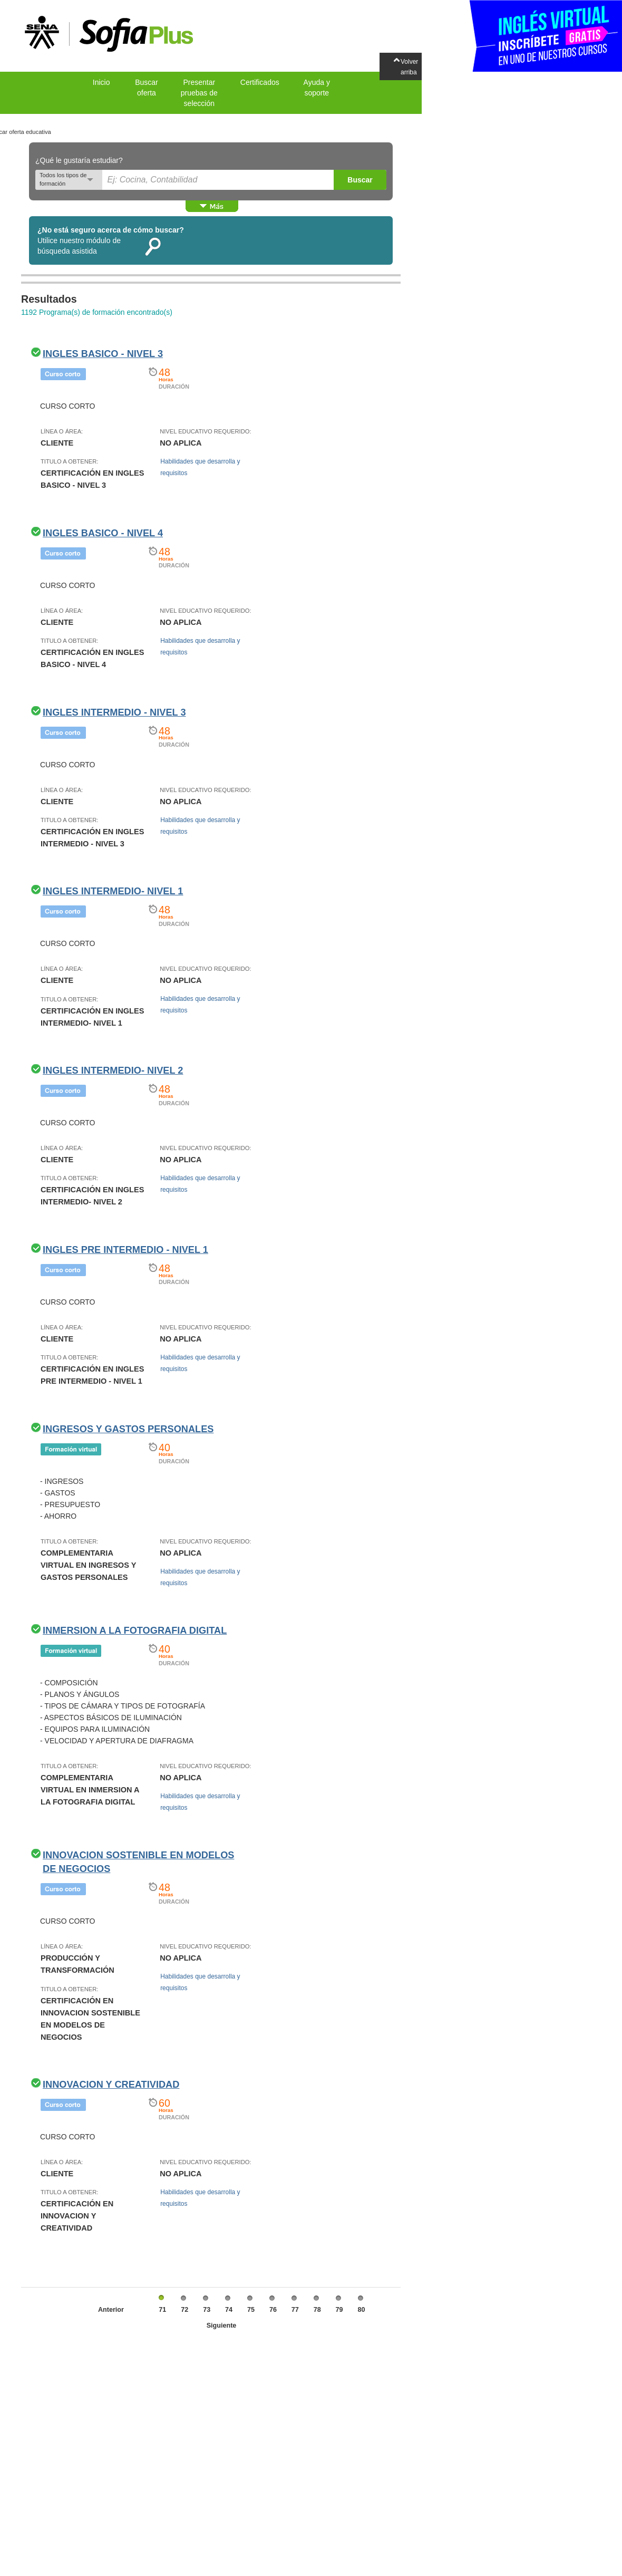 SENA
SofiaPlus
INGLÉS VIRTUAL
INSCRÍBETE GRATIS
EN UNO DE NUESTROS CURSOS
Volver
arriba
Inicio
Buscar
oferta
Presentar
pruebas de
selección
Certificados
Ayuda y
soporte
car oferta educativa
¿Qué le gustaría estudiar?
Todos los tipos de
formación
Ej: Cocina, Contabilidad
Buscar
Más
¿No está seguro acerca de cómo buscar?
Utilice nuestro módulo de
búsqueda asistida
Resultados
1192 Programa(s) de formación encontrado(s)
INGLES BASICO - NIVEL 3
Curso corto
48
Horas
DURACIÓN
CURSO CORTO
LÍNEA O ÁREA:
CLIENTE
NIVEL EDUCATIVO REQUERIDO:
NO APLICA
TITULO A OBTENER:
CERTIFICACIÓN EN INGLES
BASICO - NIVEL 3
Habilidades que desarrolla y
requisitos
INGLES BASICO - NIVEL 4
Curso corto
48
Horas
DURACIÓN
CURSO CORTO
LÍNEA O ÁREA:
CLIENTE
NIVEL EDUCATIVO REQUERIDO:
NO APLICA
TITULO A OBTENER:
CERTIFICACIÓN EN INGLES
BASICO - NIVEL 4
Habilidades que desarrolla y
requisitos
INGLES INTERMEDIO - NIVEL 3
Curso corto
48
Horas
DURACIÓN
CURSO CORTO
LÍNEA O ÁREA:
CLIENTE
NIVEL EDUCATIVO REQUERIDO:
NO APLICA
TITULO A OBTENER:
CERTIFICACIÓN EN INGLES
INTERMEDIO - NIVEL 3
Habilidades que desarrolla y
requisitos
INGLES INTERMEDIO- NIVEL 1
Curso corto
48
Horas
DURACIÓN
CURSO CORTO
LÍNEA O ÁREA:
CLIENTE
NIVEL EDUCATIVO REQUERIDO:
NO APLICA
TITULO A OBTENER:
CERTIFICACIÓN EN INGLES
INTERMEDIO- NIVEL 1
Habilidades que desarrolla y
requisitos
INGLES INTERMEDIO- NIVEL 2
Curso corto
48
Horas
DURACIÓN
CURSO CORTO
LÍNEA O ÁREA:
CLIENTE
NIVEL EDUCATIVO REQUERIDO:
NO APLICA
TITULO A OBTENER:
CERTIFICACIÓN EN INGLES
INTERMEDIO- NIVEL 2
Habilidades que desarrolla y
requisitos
INGLES PRE INTERMEDIO - NIVEL 1
Curso corto
48
Horas
DURACIÓN
CURSO CORTO
LÍNEA O ÁREA:
CLIENTE
NIVEL EDUCATIVO REQUERIDO:
NO APLICA
TITULO A OBTENER:
CERTIFICACIÓN EN INGLES
PRE INTERMEDIO - NIVEL 1
Habilidades que desarrolla y
requisitos
INGRESOS Y GASTOS PERSONALES
Formación virtual
40
Horas
DURACIÓN
- INGRESOS
- GASTOS
- PRESUPUESTO
- AHORRO
TITULO A OBTENER:
COMPLEMENTARIA
VIRTUAL EN INGRESOS Y
GASTOS PERSONALES
NIVEL EDUCATIVO REQUERIDO:
NO APLICA
Habilidades que desarrolla y
requisitos
INMERSION A LA FOTOGRAFIA DIGITAL
Formación virtual
40
Horas
DURACIÓN
- COMPOSICIÓN
- PLANOS Y ÁNGULOS
- TIPOS DE CÁMARA Y TIPOS DE FOTOGRAFÍA
- ASPECTOS BÁSICOS DE ILUMINACIÓN
- EQUIPOS PARA ILUMINACIÓN
- VELOCIDAD Y APERTURA DE DIAFRAGMA
TITULO A OBTENER:
COMPLEMENTARIA
VIRTUAL EN INMERSION A
LA FOTOGRAFIA DIGITAL
NIVEL EDUCATIVO REQUERIDO:
NO APLICA
Habilidades que desarrolla y
requisitos
INNOVACION SOSTENIBLE EN MODELOS
DE NEGOCIOS
Curso corto
48
Horas
DURACIÓN
CURSO CORTO
LÍNEA O ÁREA:
PRODUCCIÓN Y
TRANSFORMACIÓN
NIVEL EDUCATIVO REQUERIDO:
NO APLICA
TITULO A OBTENER:
CERTIFICACIÓN EN
INNOVACION SOSTENIBLE
EN MODELOS DE
NEGOCIOS
Habilidades que desarrolla y
requisitos
INNOVACION Y CREATIVIDAD
Curso corto
60
Horas
DURACIÓN
CURSO CORTO
LÍNEA O ÁREA:
CLIENTE
NIVEL EDUCATIVO REQUERIDO:
NO APLICA
TITULO A OBTENER:
CERTIFICACIÓN EN
INNOVACION Y
CREATIVIDAD
Habilidades que desarrolla y
requisitos
Anterior 71 72 73 74 75 76 77 78 79 80
Siguiente